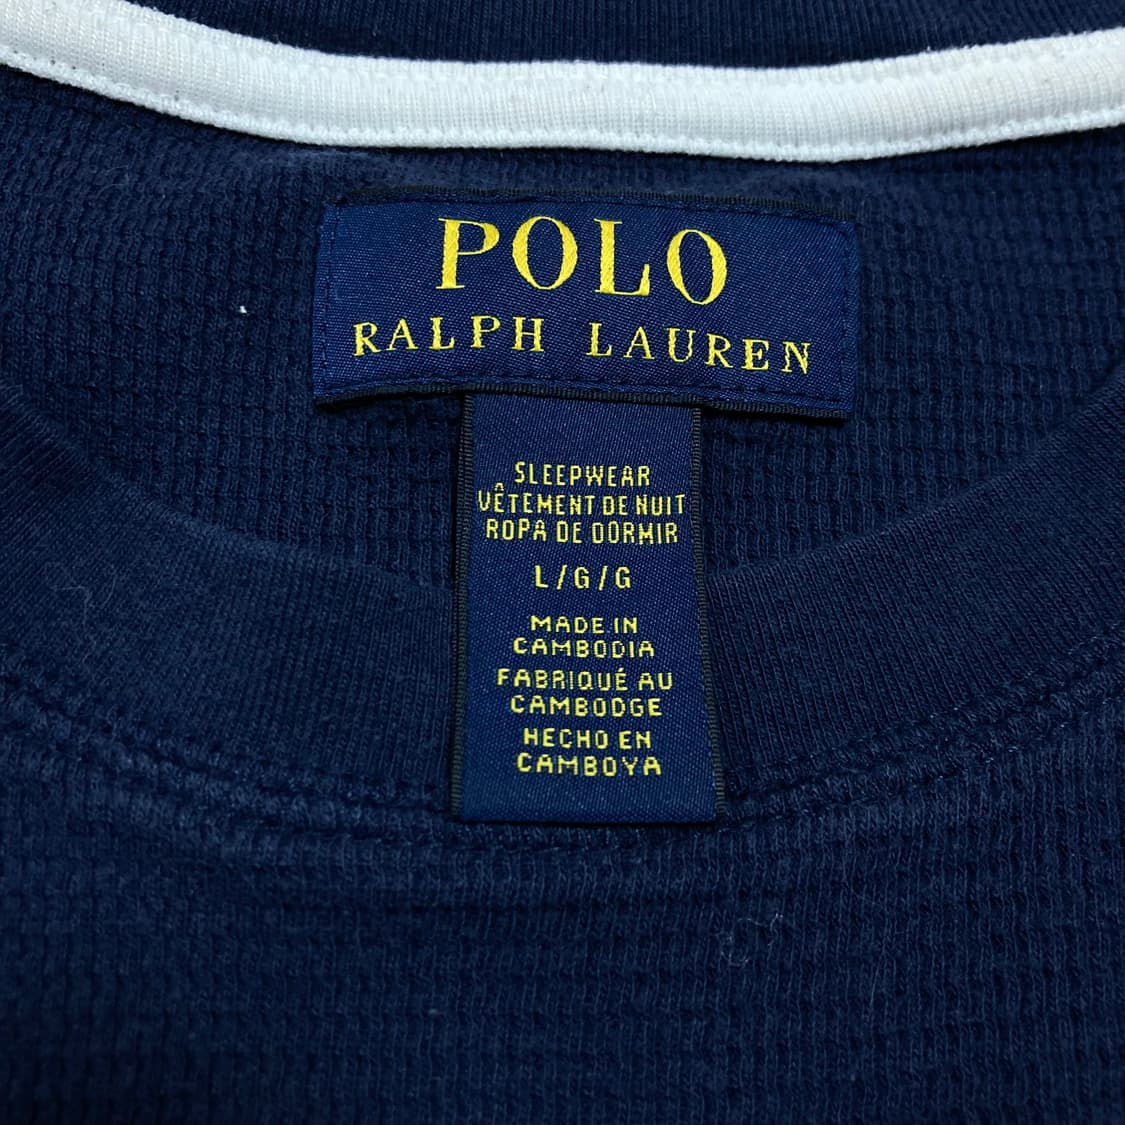 POLO
RALPH LAUREN
SLEEPWEAR
VÊTEMENT DE NUIT
ROPA DE DORMIR
L/G/G
MADE IN
CAMBODIA
FABRIQUÉ AU
CAMBODGE
HECHO EN
CAMBOYA